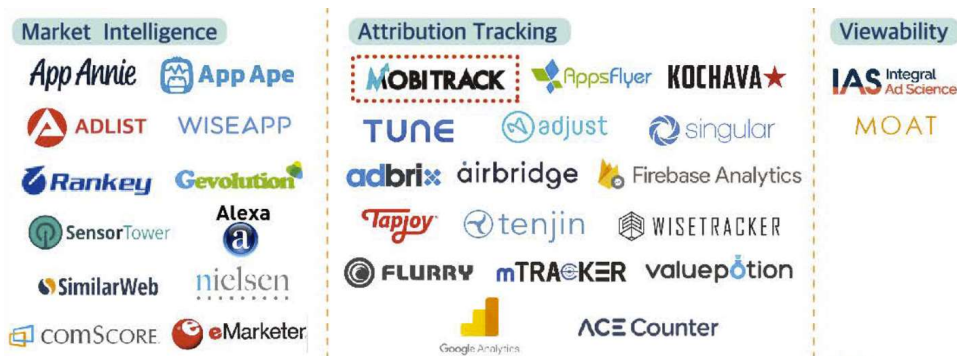 Market Intelligence
App Annie
App Ape
ADLIST
WISEAPP
Rankey
Gevolution
SensorTower
Alexa
a
SimilarWeb
nielsen
comSCORE.
eMarketer.
Attribution Tracking
MOBITRACK
AppsFlyer
KOCHAVA
TUNE
adjust
singular
adbrix
airbridge
Firebase Analytics
Tapjoy
tenjin
WISETRACKER
FLURRY
mTRACKER
valuepotion
Google Analytics
ACE Counter
Viewability
IAS Integral
Ad Science
MOAT